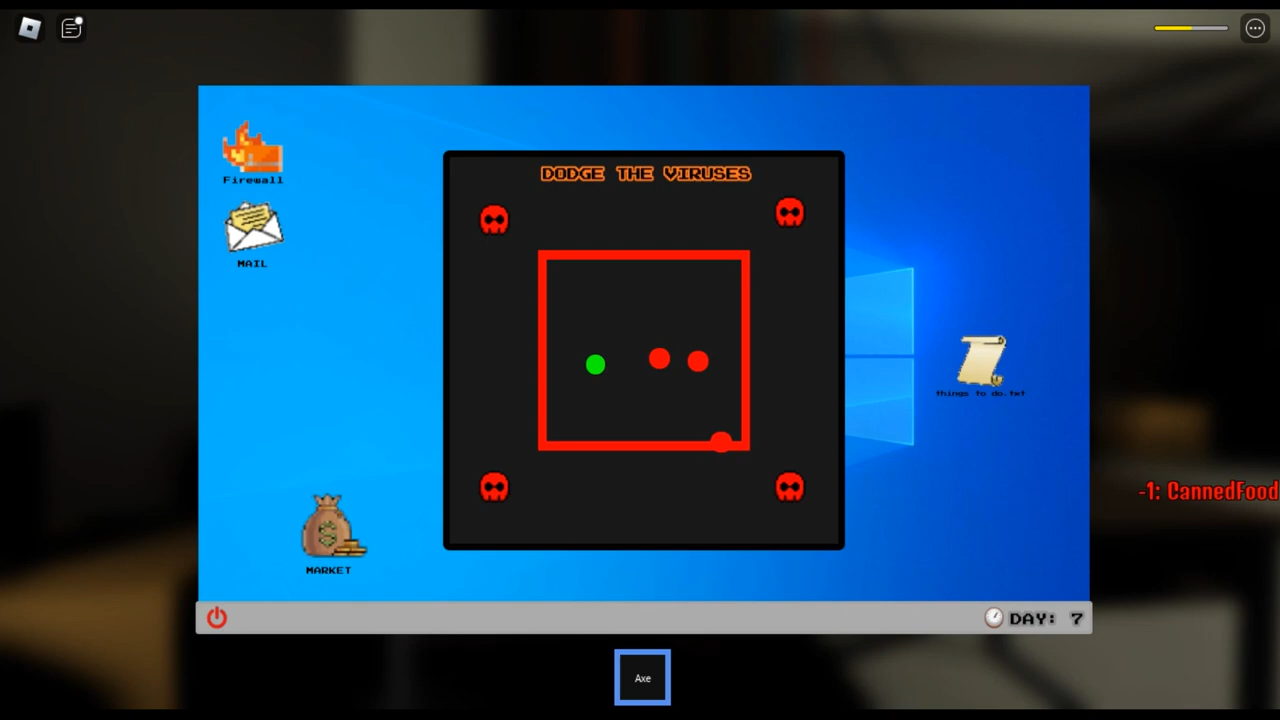 DODGE THE VIRUSES
Firewall
MAIL
things to do.txt
-1: CannedFood
MARKET
DAY: 7
Axe